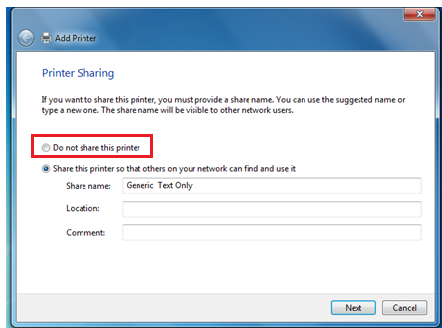 Add Printer
Printer Sharing
If you want to share this printer, you must provide a share name. You can use the suggested name or
type a new one. The share name will be visible to other network users.
Do not share this printer
Share this printer so that others on your network can find and use it
Share name: Generic Text Only
Location:
Comment:
Next Cancel